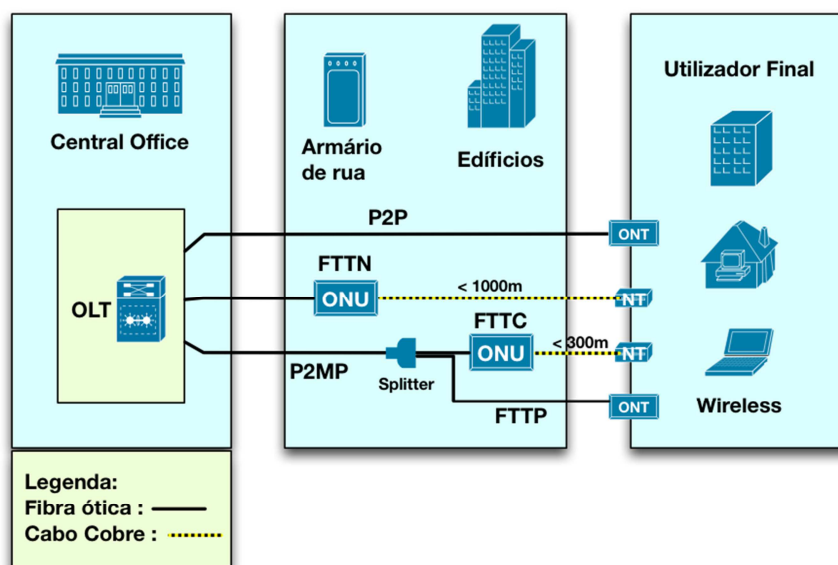 Central Office
OLT
Armário
de rua
Edíficios
P2P
FTTN
ONU
< 1000m
FTTC
ONU
< 300m
P2MP
Splitter
FTTP
Utilizador Final
ONT
NT
NT
ONT
Wireless
Legenda:
Fibra ótica :
Cabo Cobre :